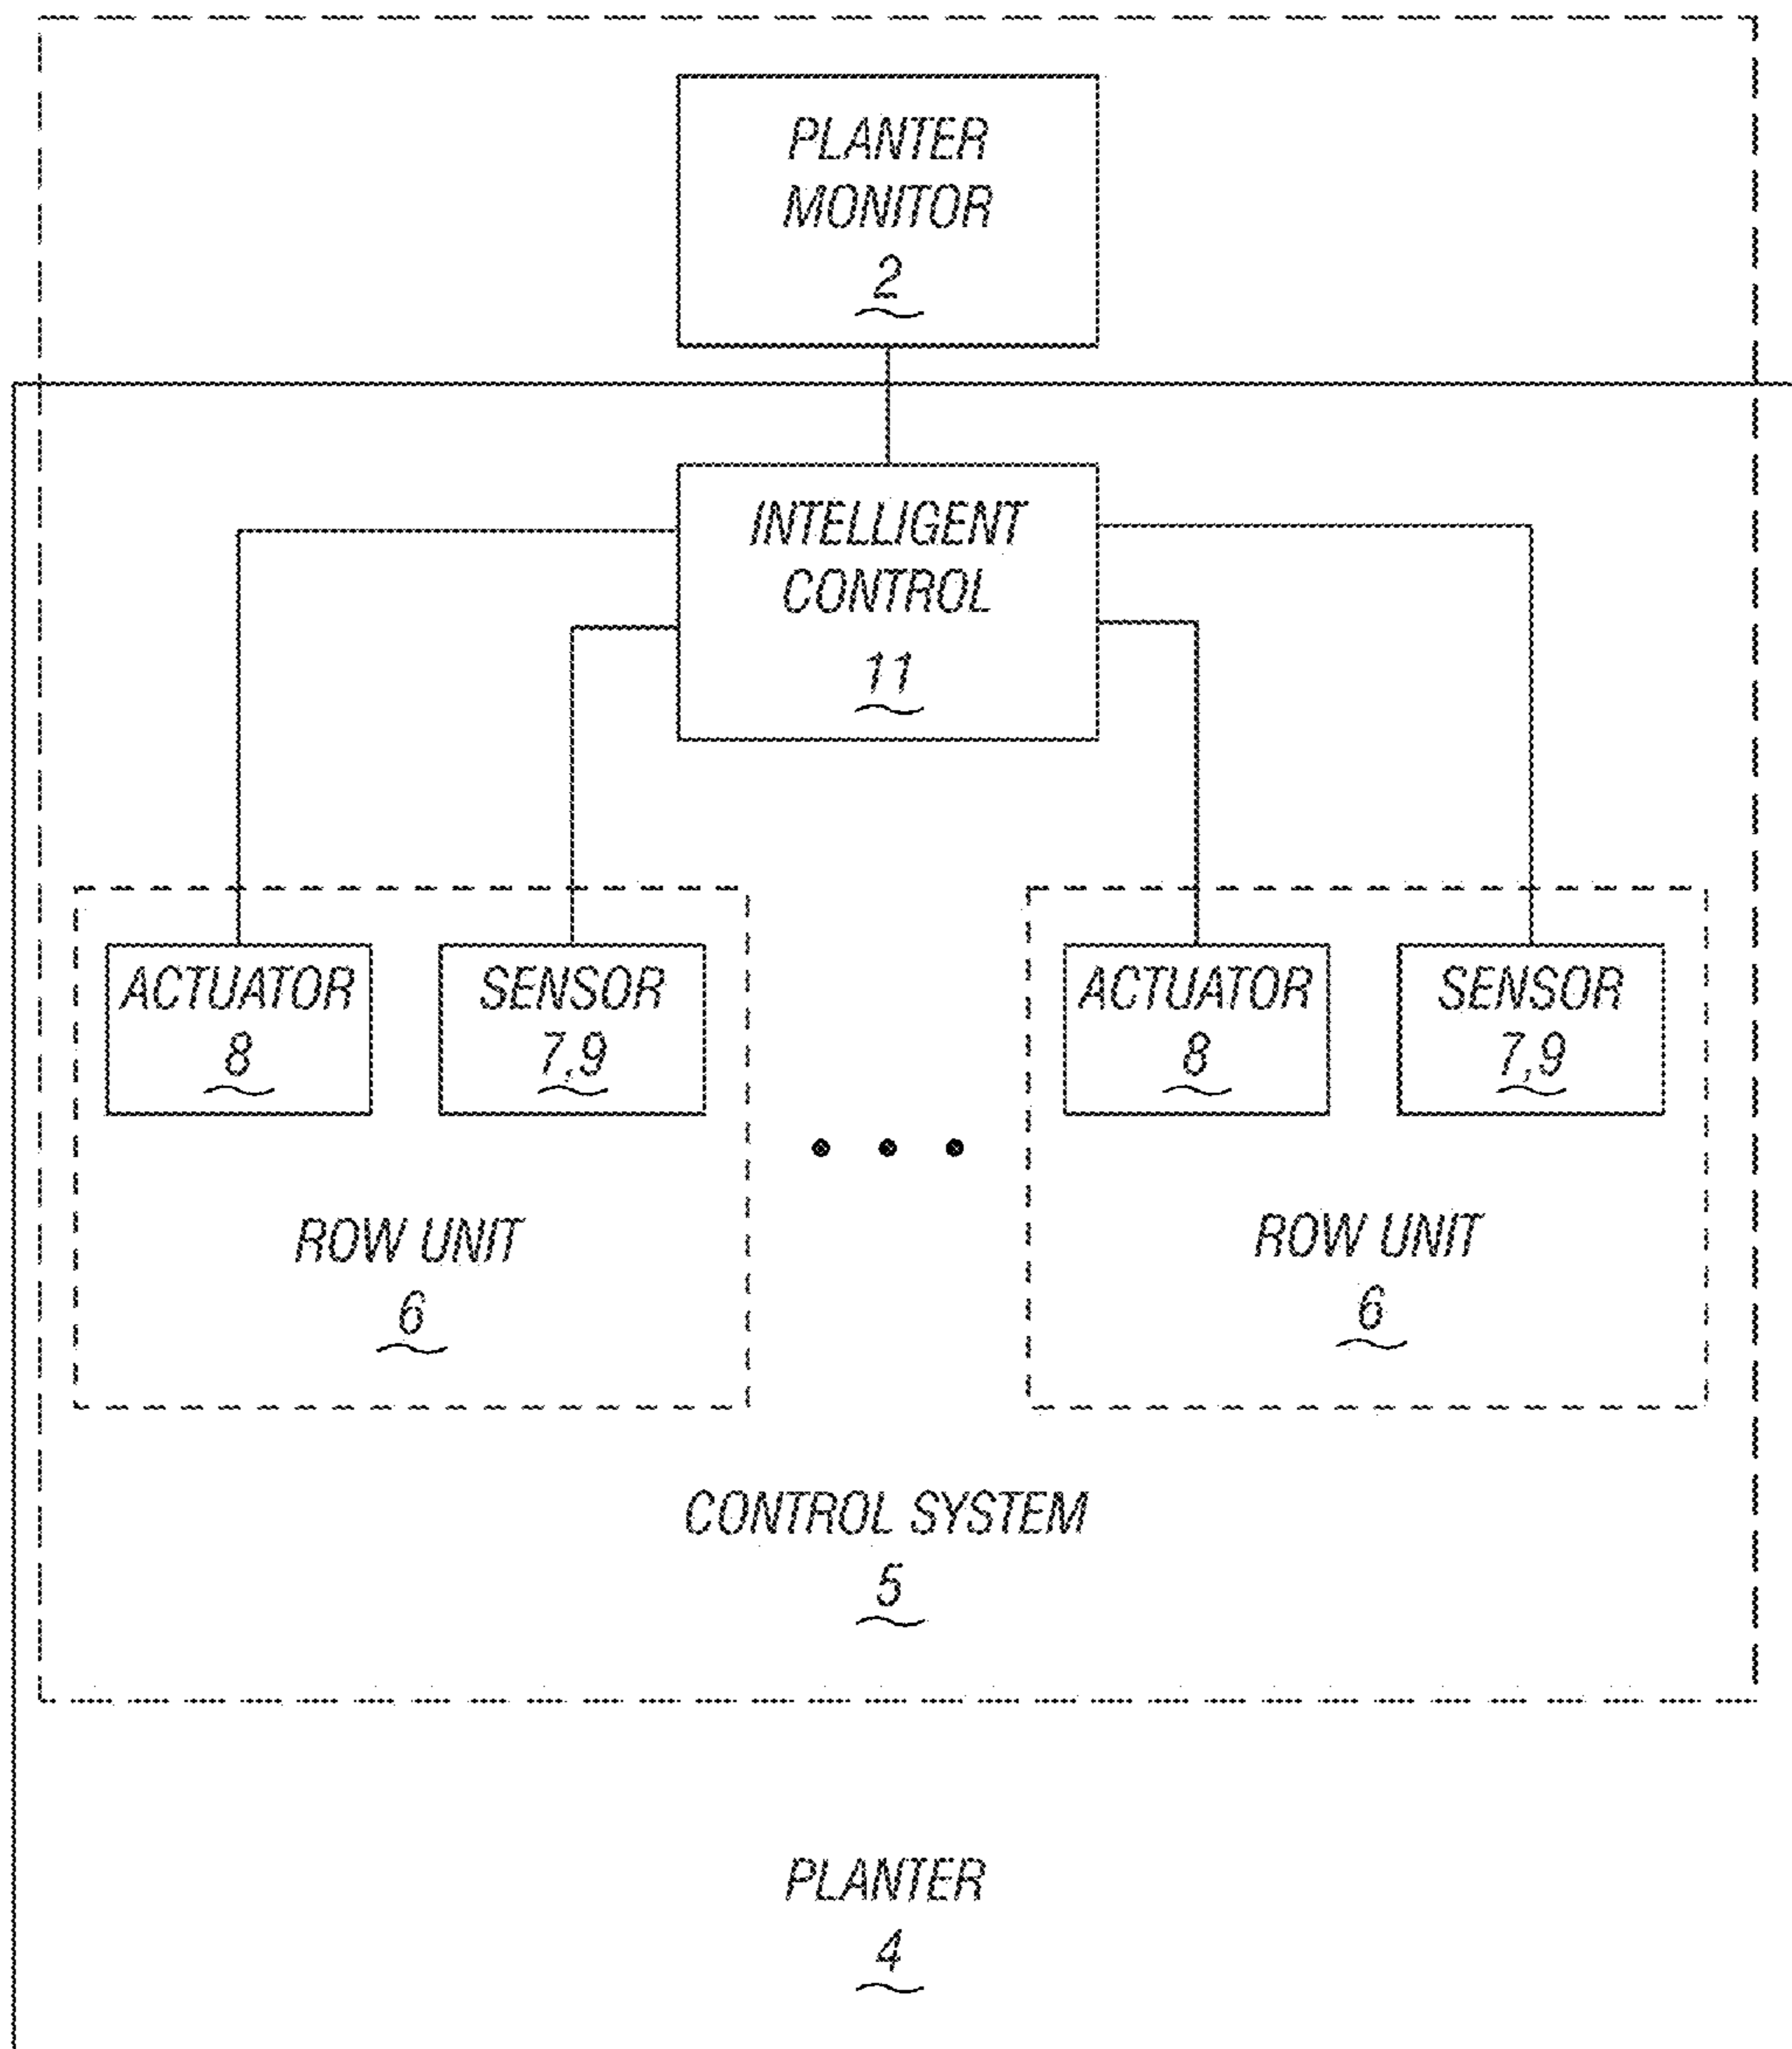 PLANTER
MONITOR
2
INTELLIGENT
CONTROL
11
ACTUATOR
8
SENSOR
7,9
ACTUATOR
8
SENSOR
7,9
ROW UNIT
6
ROW UNIT
6
CONTROL SYSTEM
5
PLANTER
4